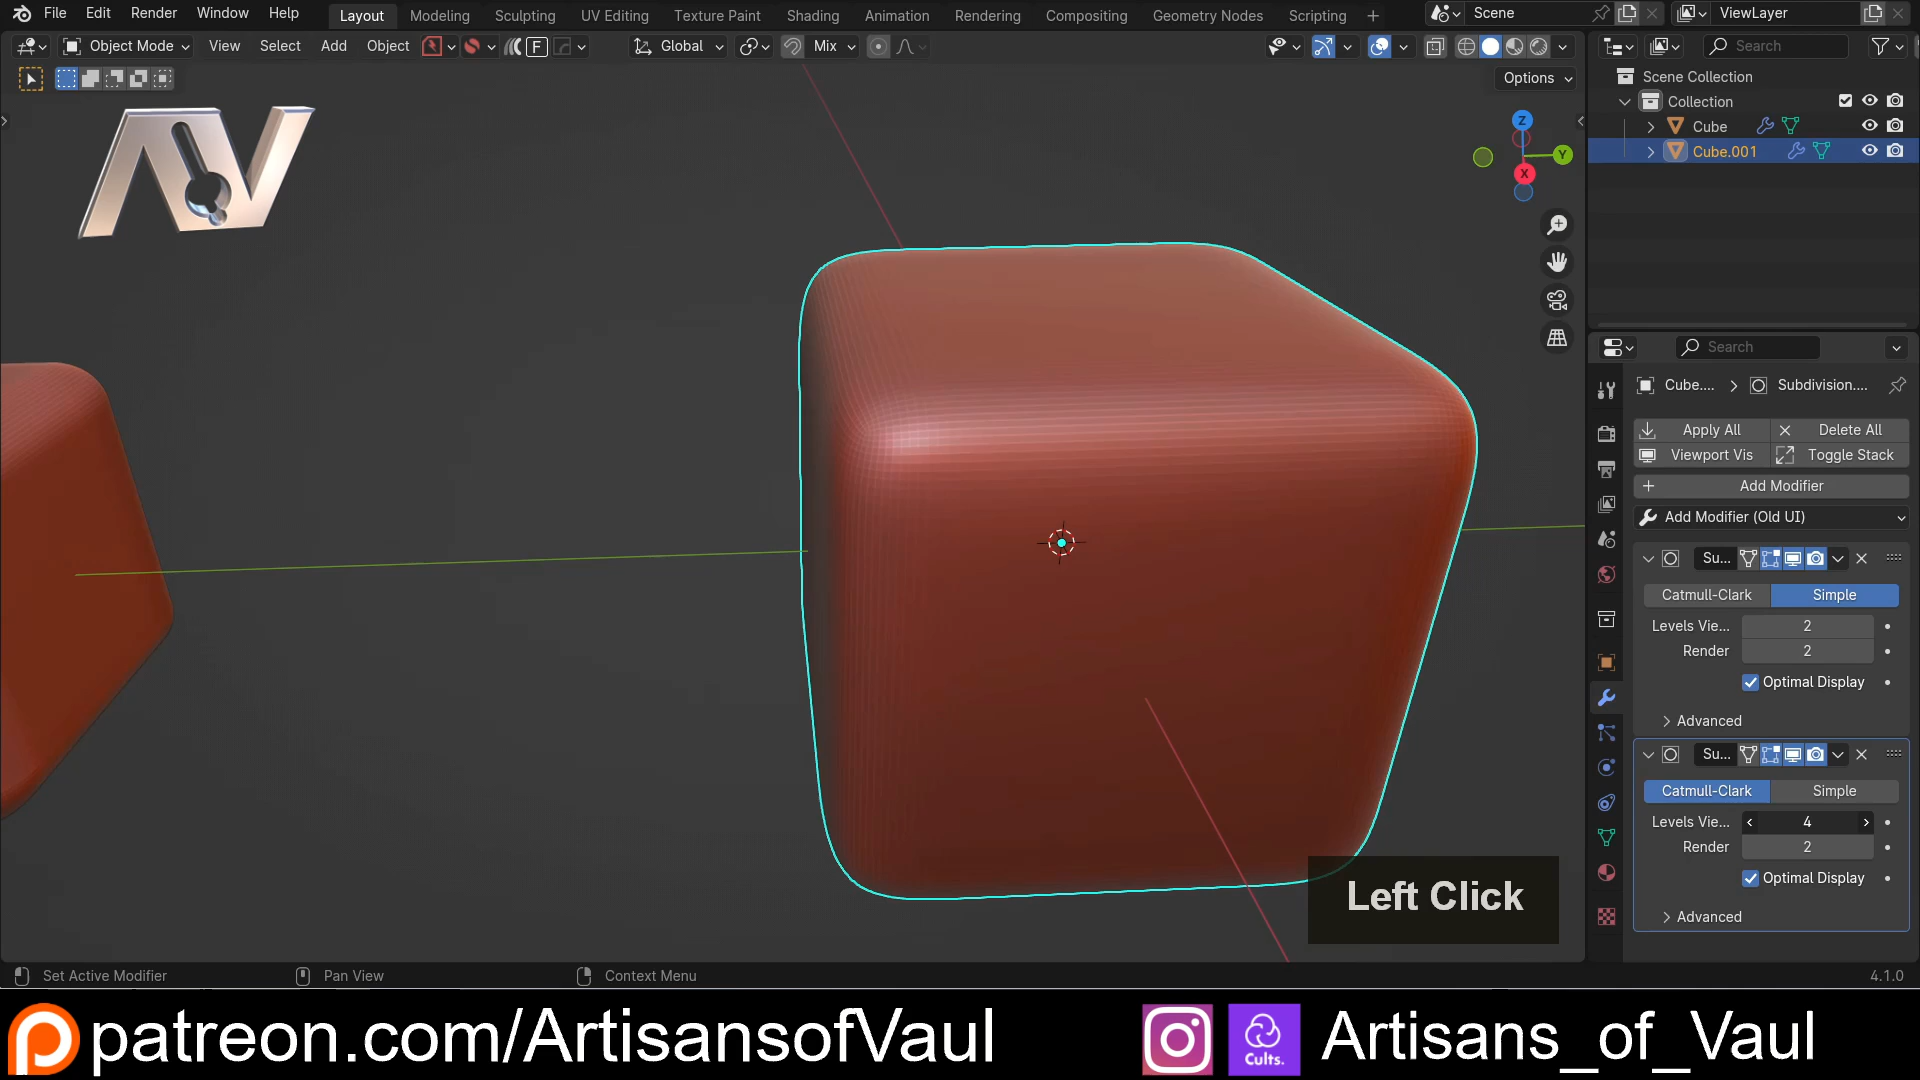 File Edit Render Window Help Layout Modeling Sculpting UV Editing Texture Paint Shading Animation Rendering Compositing Geometry Nodes Scripting + Scene ViewLayer
Object Mode View Select Add Object F Global Mix Search
Options
Scene Collection
Collection
Cube
Cube.001
Z
Y
X
AV
Search
Cube.... > Subdivision....
Apply All Delete All
Viewport Vis Toggle Stack
Add Modifier
Add Modifier (Old UI)
Su...
Catmull-Clark Simple
Levels Vie... 2
Render 2
Optimal Display
Advanced
Su...
Catmull-Clark Simple
Levels Vie... 4
Render 2
Optimal Display
Advanced
Left Click
Set Active Modifier Pan View Context Menu 4.1.0
patreon.com/ArtisansofVaul Cults. Artisans_of_Vaul